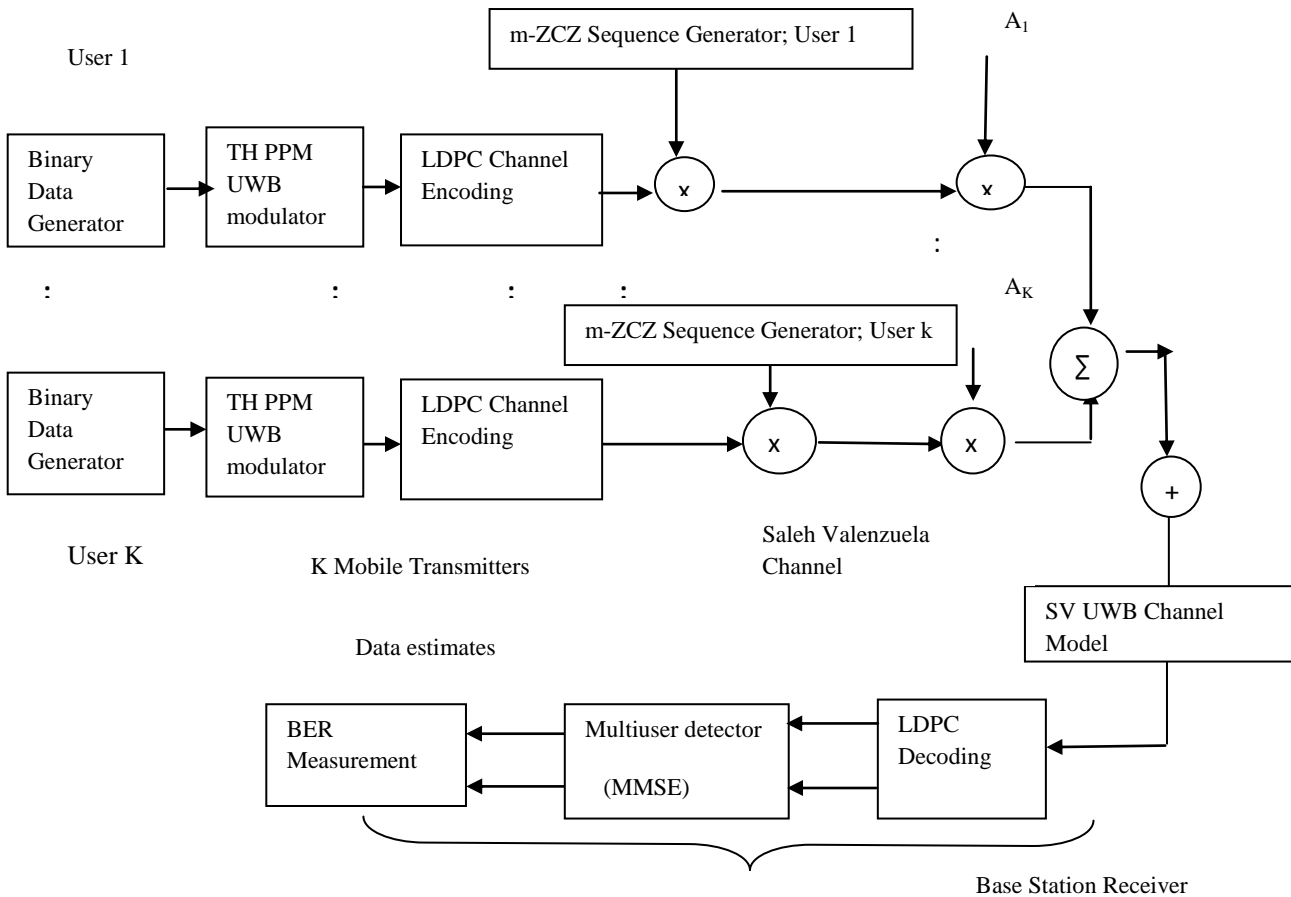 m-ZCZ Sequence Generator; User 1
A1
User 1
Binary
Data
Generator
TH PPM
UWB
modulator
LDPC Channel
Encoding
x
x
:
:
:
:
:
AK
m-ZCZ Sequence Generator; User k
Σ
Binary
Data
Generator
TH PPM
UWB
modulator
LDPC Channel
Encoding
x
x
+
User K
K Mobile Transmitters
Saleh Valenzuela
Channel
SV UWB Channel
Model
Data estimates
BER
Measurement
Multiuser detector
(MMSE)
LDPC
Decoding
Base Station Receiver